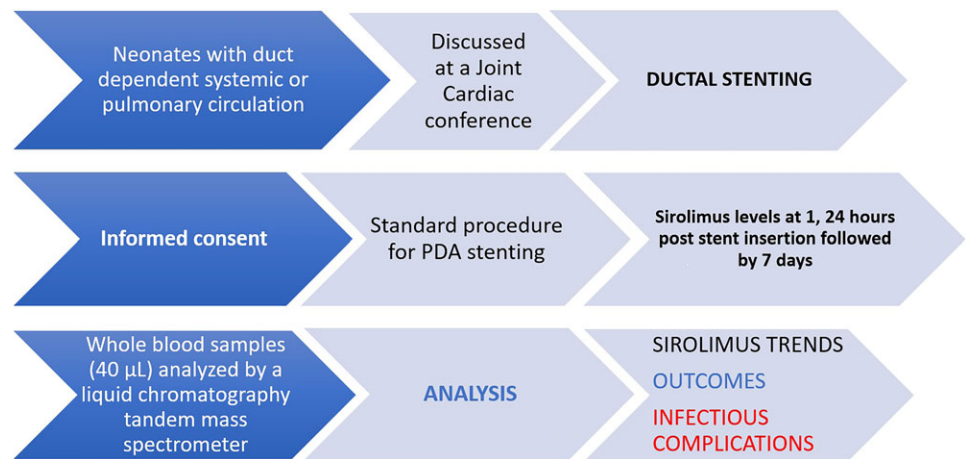 Neonates with duct
dependent systemic or
pulmonary circulation
Discussed
at a Joint
Cardiac
conference
DUCTAL STENTING
Informed consent
Standard procedure
for PDA stenting
Sirolimus levels at 1, 24 hours
post stent insertion followed
by 7 days
Whole blood samples
(40 µL) analyzed by a
liquid chromatography
tandem mass
spectrometer
ANALYSIS
SIROLIMUS TRENDS
OUTCOMES
INFECTIOUS
COMPLICATIONS